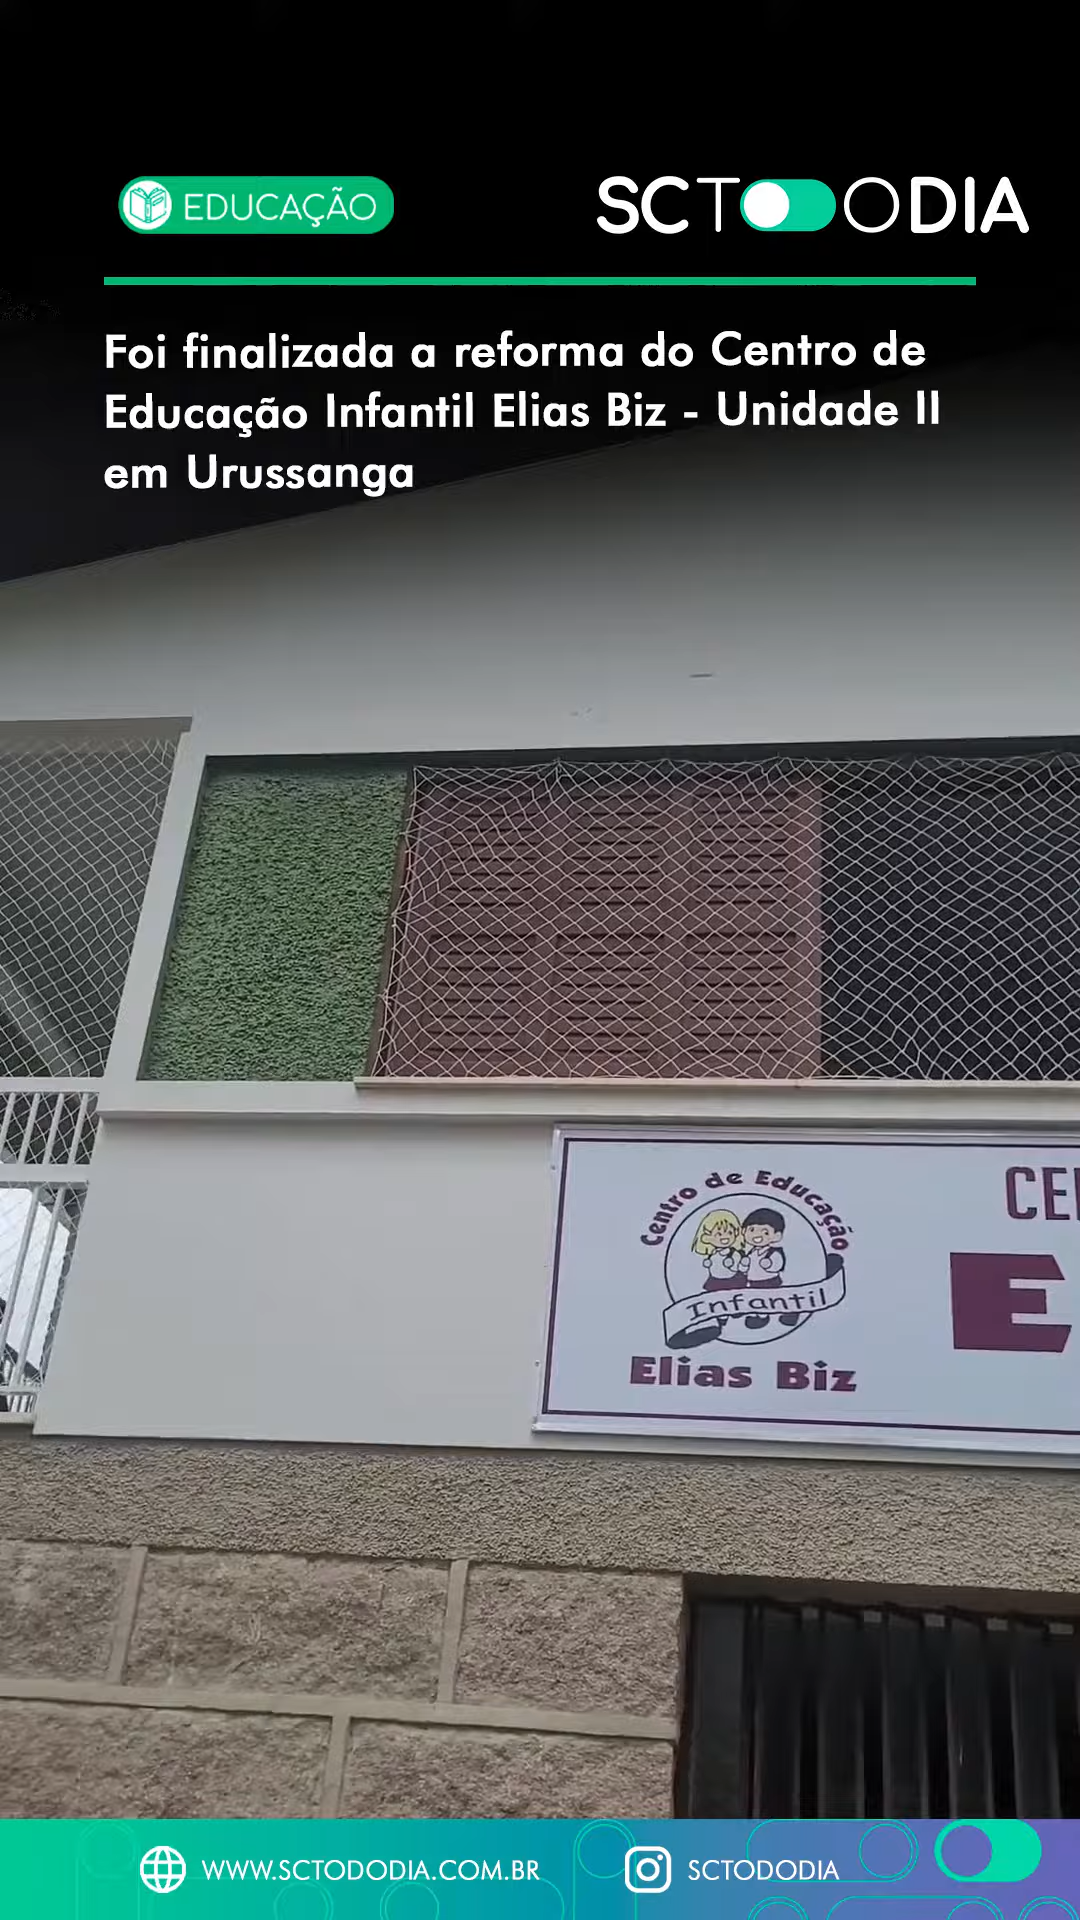 EDUCAÇÃO
SCTODODIA
Foi finalizada a reforma do Centro de
Educação Infantil Elias Biz - Unidade II
em Urussanga
CE
E
Centro de Educação
Infantil
Elias Biz
WWW.SCTODODIA.COM.BR
SCTODODIA